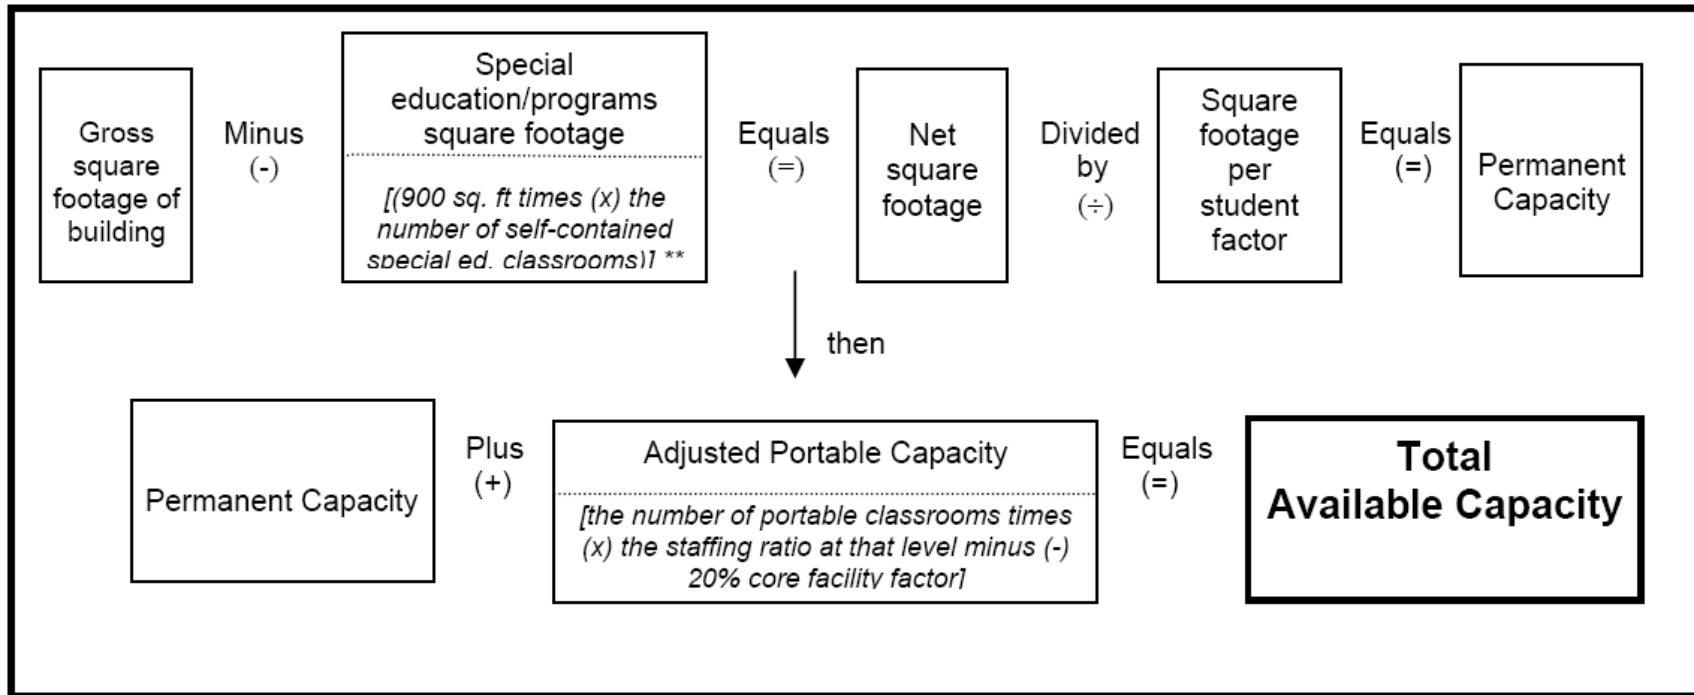 Gross
square
footage of
building
Minus
(-)
Special
education/programs
square footage
[(900 sq. ft times (x) the
number of self-contained
special ed. classrooms)] **
Equals
(=)
Net
square
footage
Divided
by
(÷)
Square
footage
per
student
factor
Equals
(=)
Permanent
Capacity
then
Permanent Capacity
Plus
(+)
Adjusted Portable Capacity
[the number of portable classrooms times
(x) the staffing ratio at that level minus (-)
20% core facility factor]
Equals
(=)
Total
Available Capacity